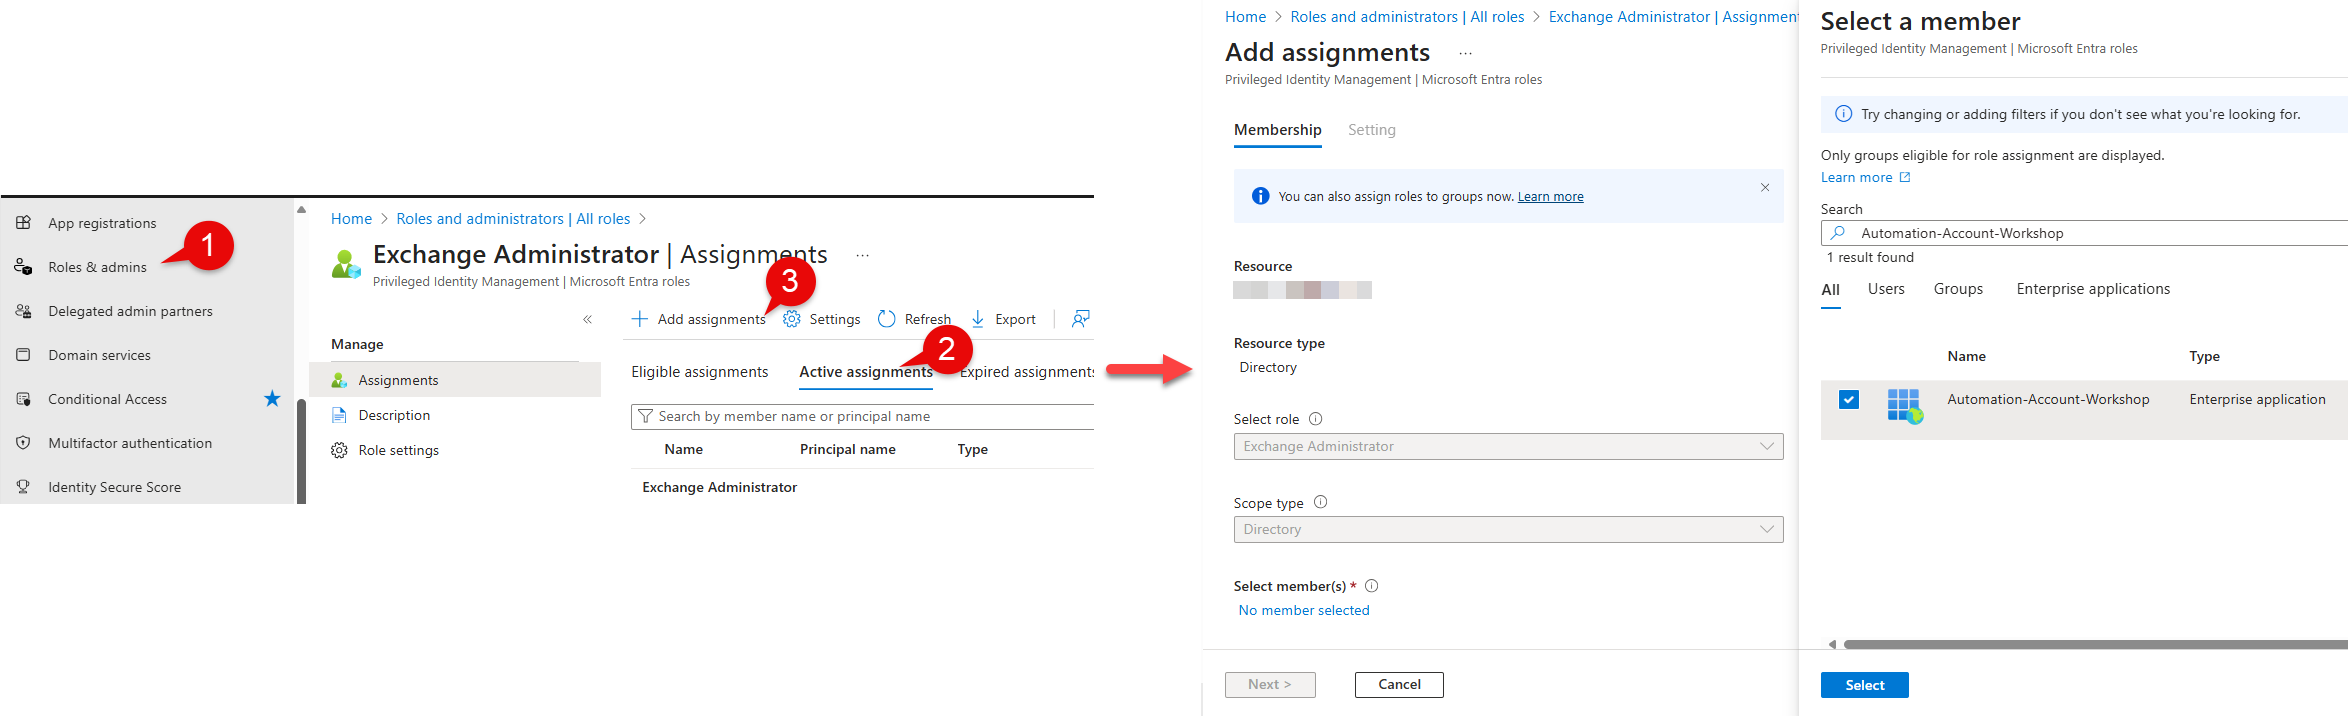 App registrations
Roles & admins
1
Delegated admin partners
Domain services
Conditional Access
Multifactor authentication
Identity Secure Score
Home > Roles and administrators | All roles >
Exchange Administrator | Assignments ...
Privileged Identity Management | Microsoft Entra roles
3
«
Add assignments Settings Refresh Export
Manage
Assignments
Description
Role settings
2
Eligible assignments Active assignments Expired assignments
Search by member name or principal name
Name Principal name Type
Exchange Administrator
Home > Roles and administrators | All roles > Exchange Administrator | Assignment
Add assignments ...
Privileged Identity Management | Microsoft Entra roles
Membership Setting
You can also assign roles to groups now. Learn more
Resource
Resource type
Directory
Select role
Exchange Administrator
Scope type
Directory
Select member(s) *
No member selected
Next > Cancel
Select a member
Privileged Identity Management | Microsoft Entra roles
Try changing or adding filters if you don't see what you're looking for.
Only groups eligible for role assignment are displayed.
Learn more
Search
Automation-Account-Workshop
1 result found
All Users Groups Enterprise applications
Name Type
Automation-Account-Workshop Enterprise application
Select